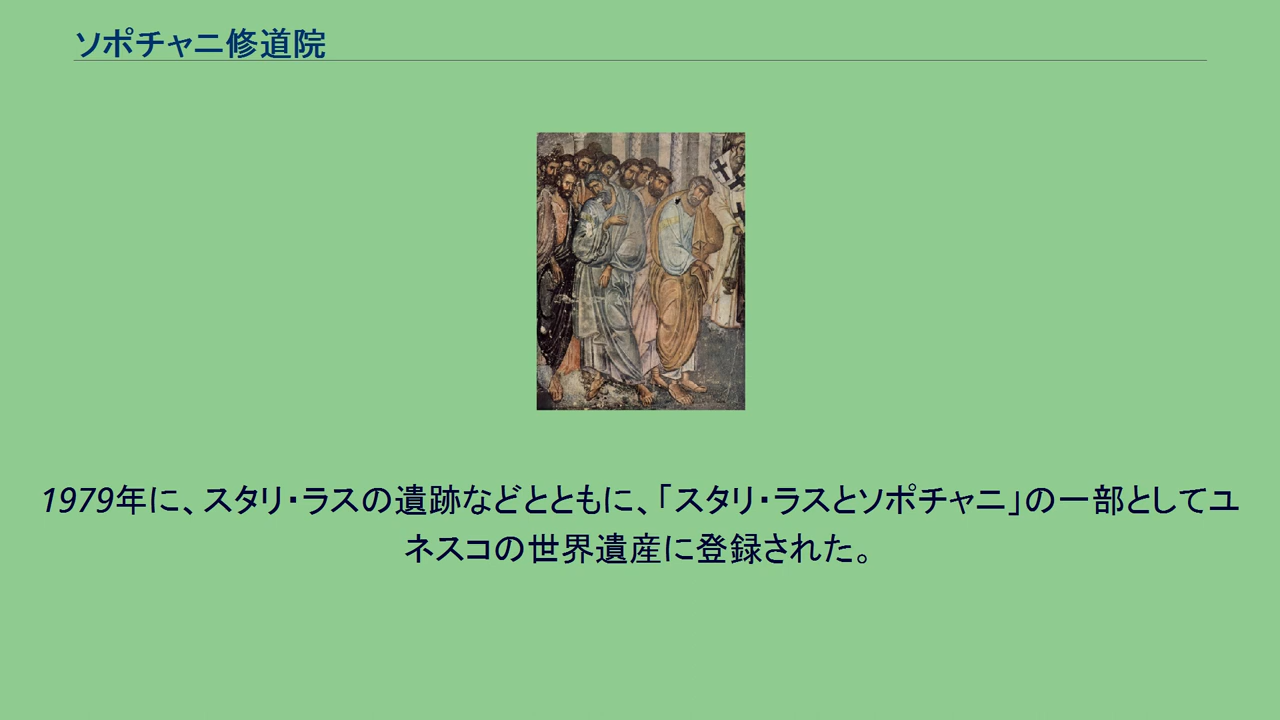 ソポチャニ修道院
1979年に、スタリ・ラスの遺跡などとともに、「スタリ・ラスとソポチャニ」の一部としてユ
ネスコの世界遺産に登録された。